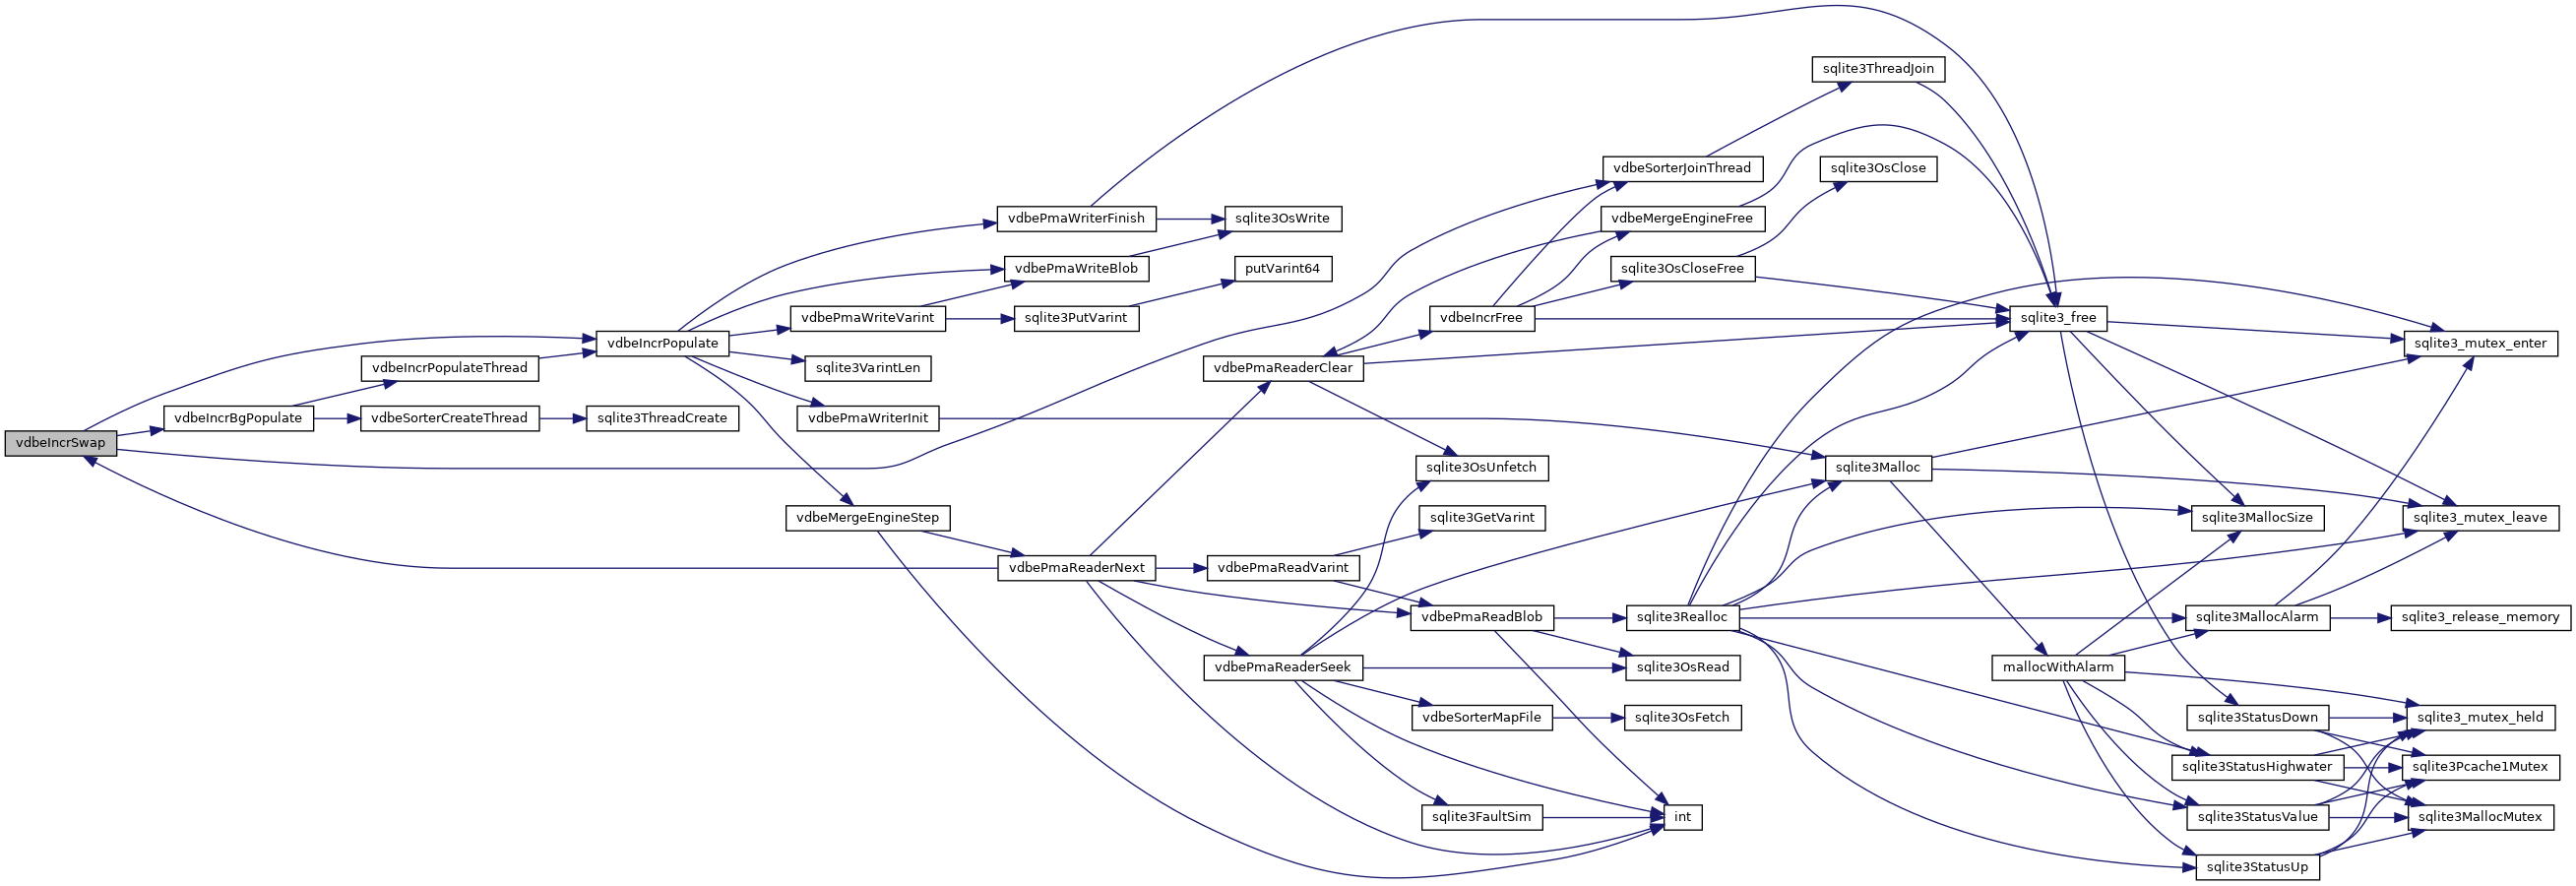 vdbeIncrSwap
vdbeIncrBgPopulate
vdbeIncrPopulateThread
vdbeSorterCreateThread
vdbeIncrPopulate
sqlite3ThreadCreate
vdbePmaWriterFinish
vdbePmaWriteBlob
vdbePmaWriteVarint
sqlite3VarintLen
vdbePmaWriterInit
vdbeMergeEngineStep
sqlite3OsWrite
putVarint64
sqlite3PutVarint
vdbePmaReaderNext
vdbePmaReaderClear
vdbePmaReadVarint
vdbePmaReaderSeek
vdbeIncrFree
sqlite3OsUnfetch
sqlite3GetVarint
vdbePmaReadBlob
vdbeSorterMapFile
sqlite3FaultSim
vdbeSorterJoinThread
vdbeMergeEngineFree
sqlite3OsCloseFree
sqlite3Realloc
sqlite3OsRead
sqlite3OsFetch
int
sqlite3ThreadJoin
sqlite3OsClose
sqlite3Malloc
sqlite3_free
mallocWithAlarm
sqlite3MallocSize
sqlite3MallocAlarm
sqlite3StatusDown
sqlite3StatusHighwater
sqlite3StatusValue
sqlite3StatusUp
sqlite3_mutex_enter
sqlite3_mutex_leave
sqlite3_release_memory
sqlite3_mutex_held
sqlite3Pcache1Mutex
sqlite3MallocMutex